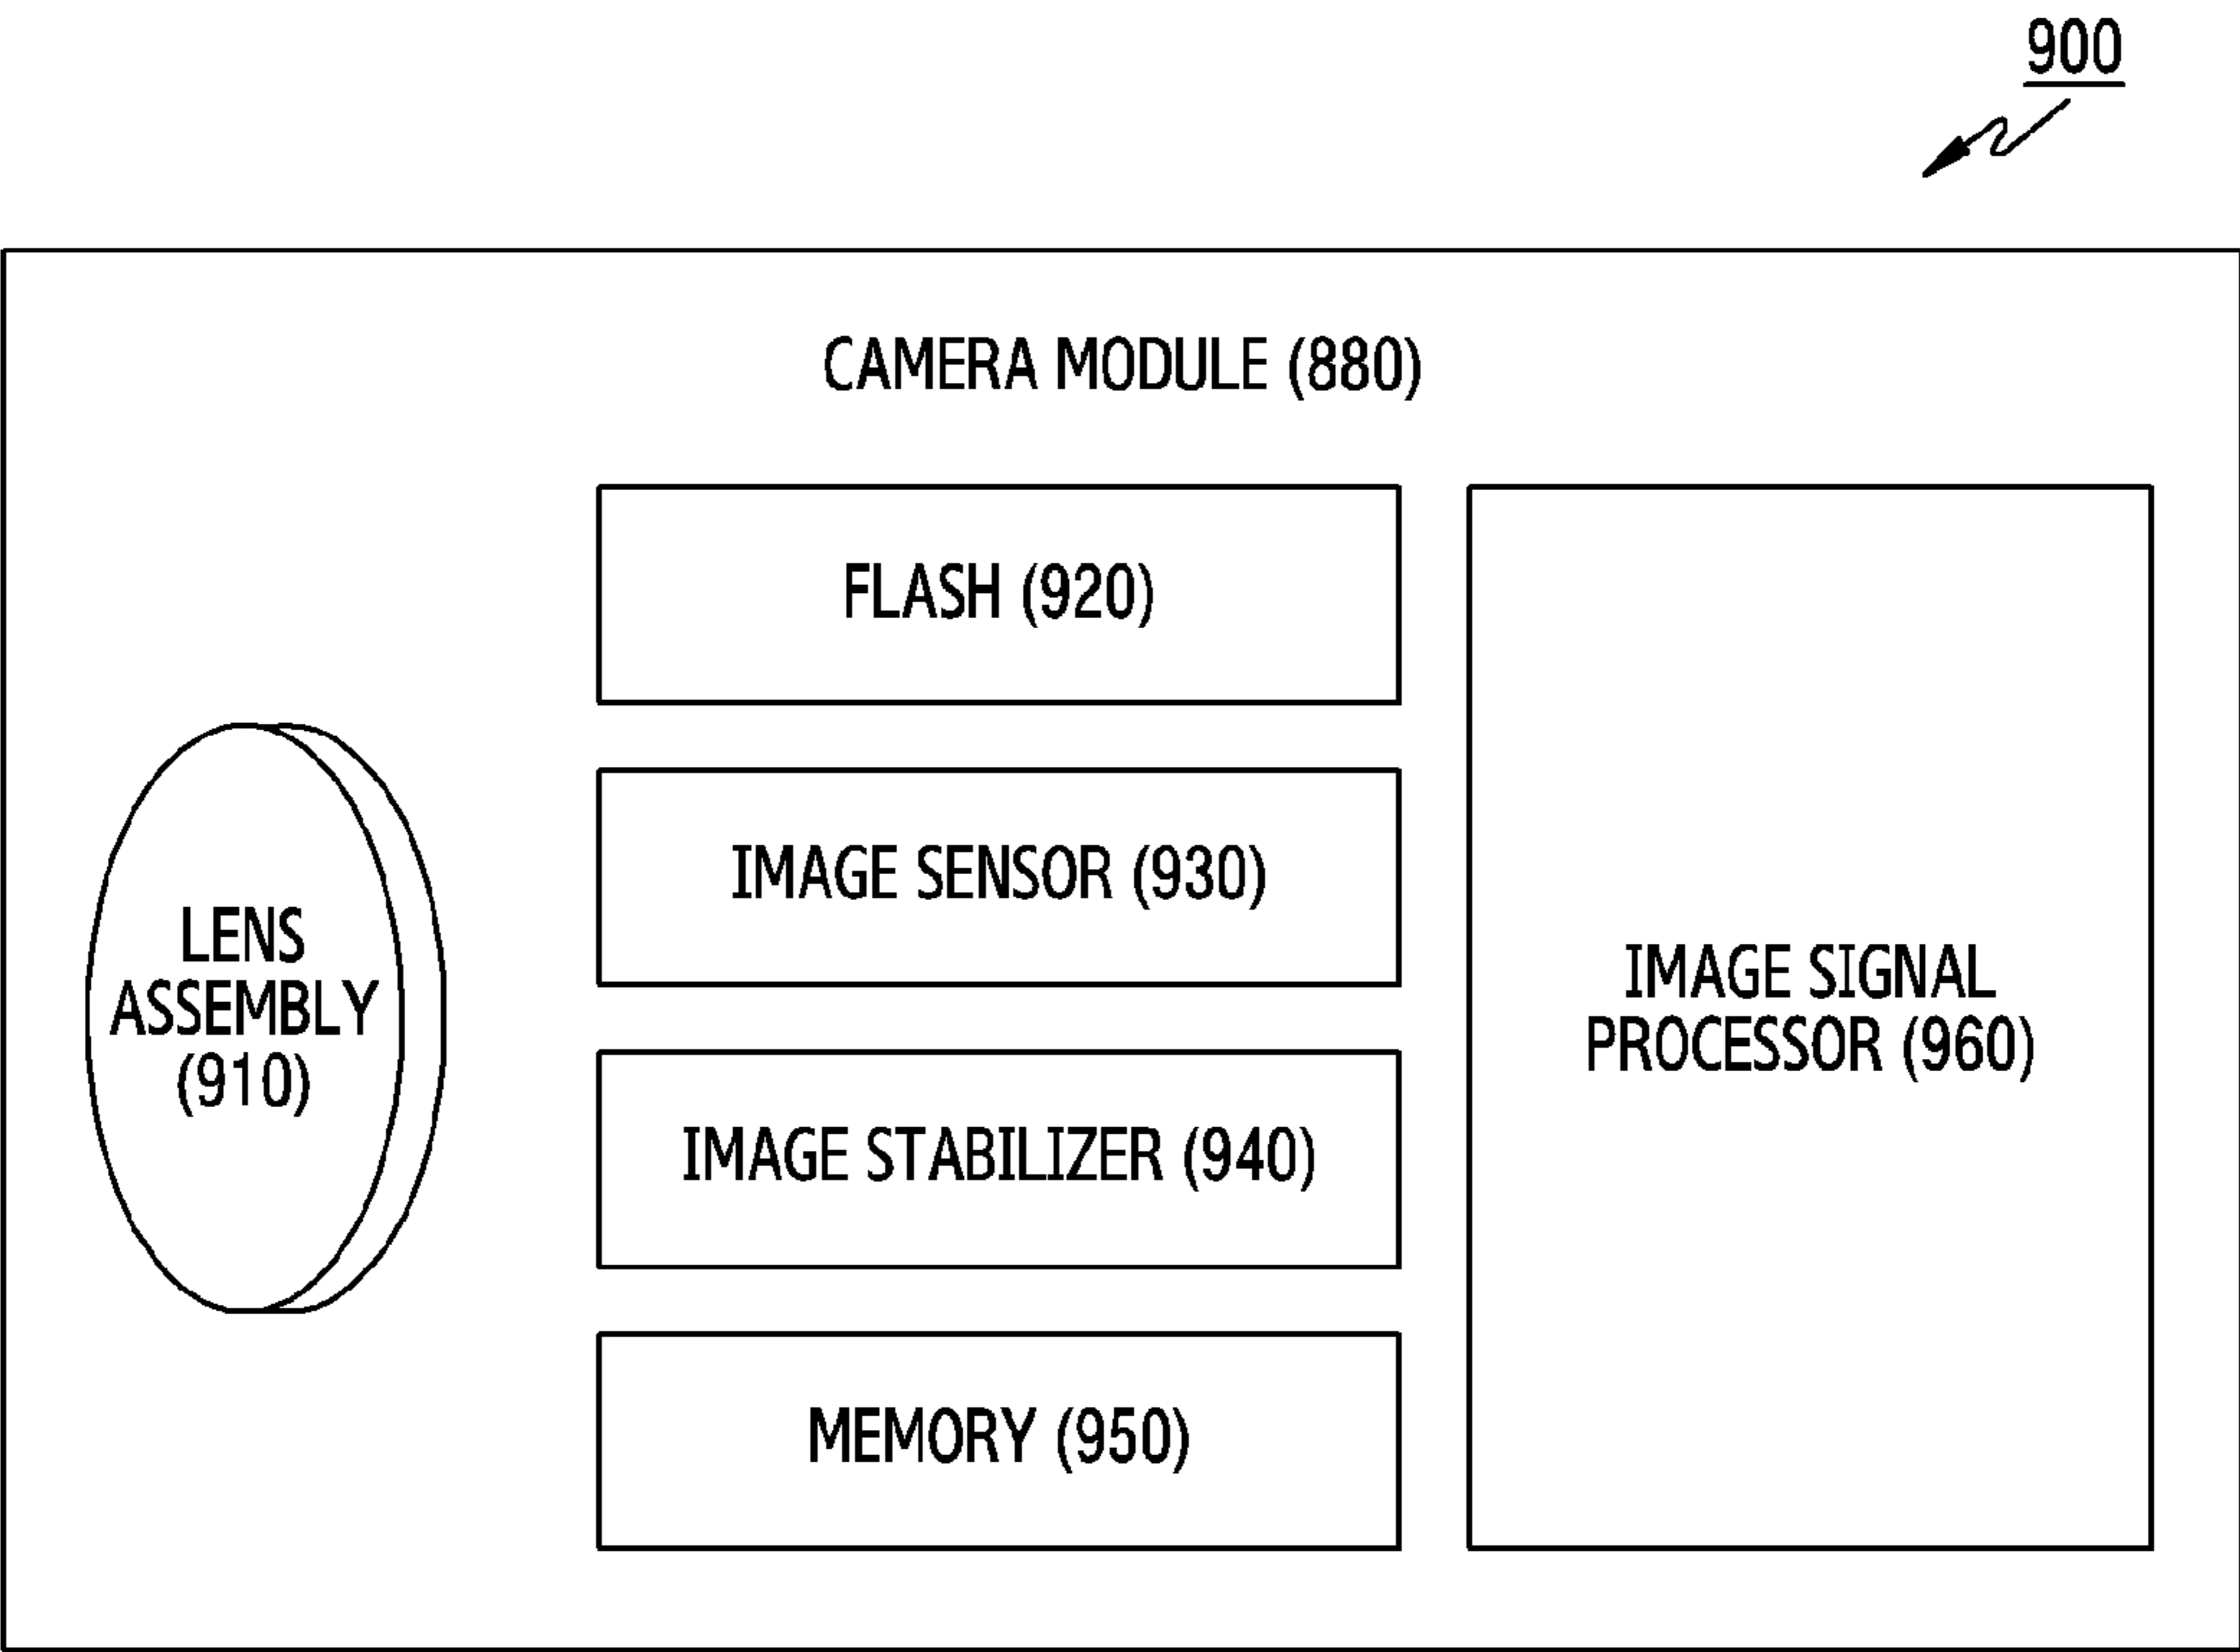 900
CAMERA MODULE (880)
FLASH (920)
IMAGE SENSOR (930)
LENS
ASSEMBLY
(910)
IMAGE SIGNAL
PROCESSOR (960)
IMAGE STABILIZER (940)
MEMORY (950)